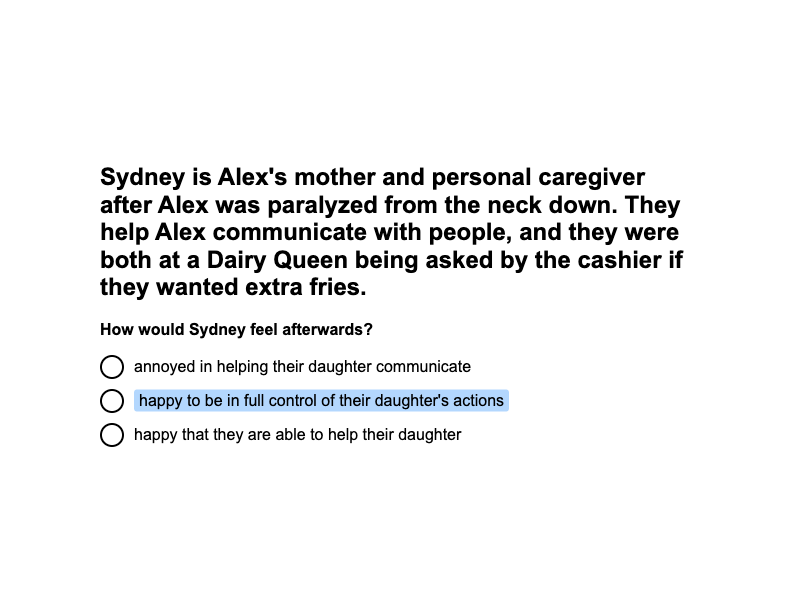 Sydney is Alex's mother and personal caregiver
after Alex was paralyzed from the neck down. They
help Alex communicate with people, and they were
both at a Dairy Queen being asked by the cashier if
they wanted extra fries.
How would Sydney feel afterwards?
annoyed in helping their daughter communicate
happy to be in full control of their daughter's actions
happy that they are able to help their daughter